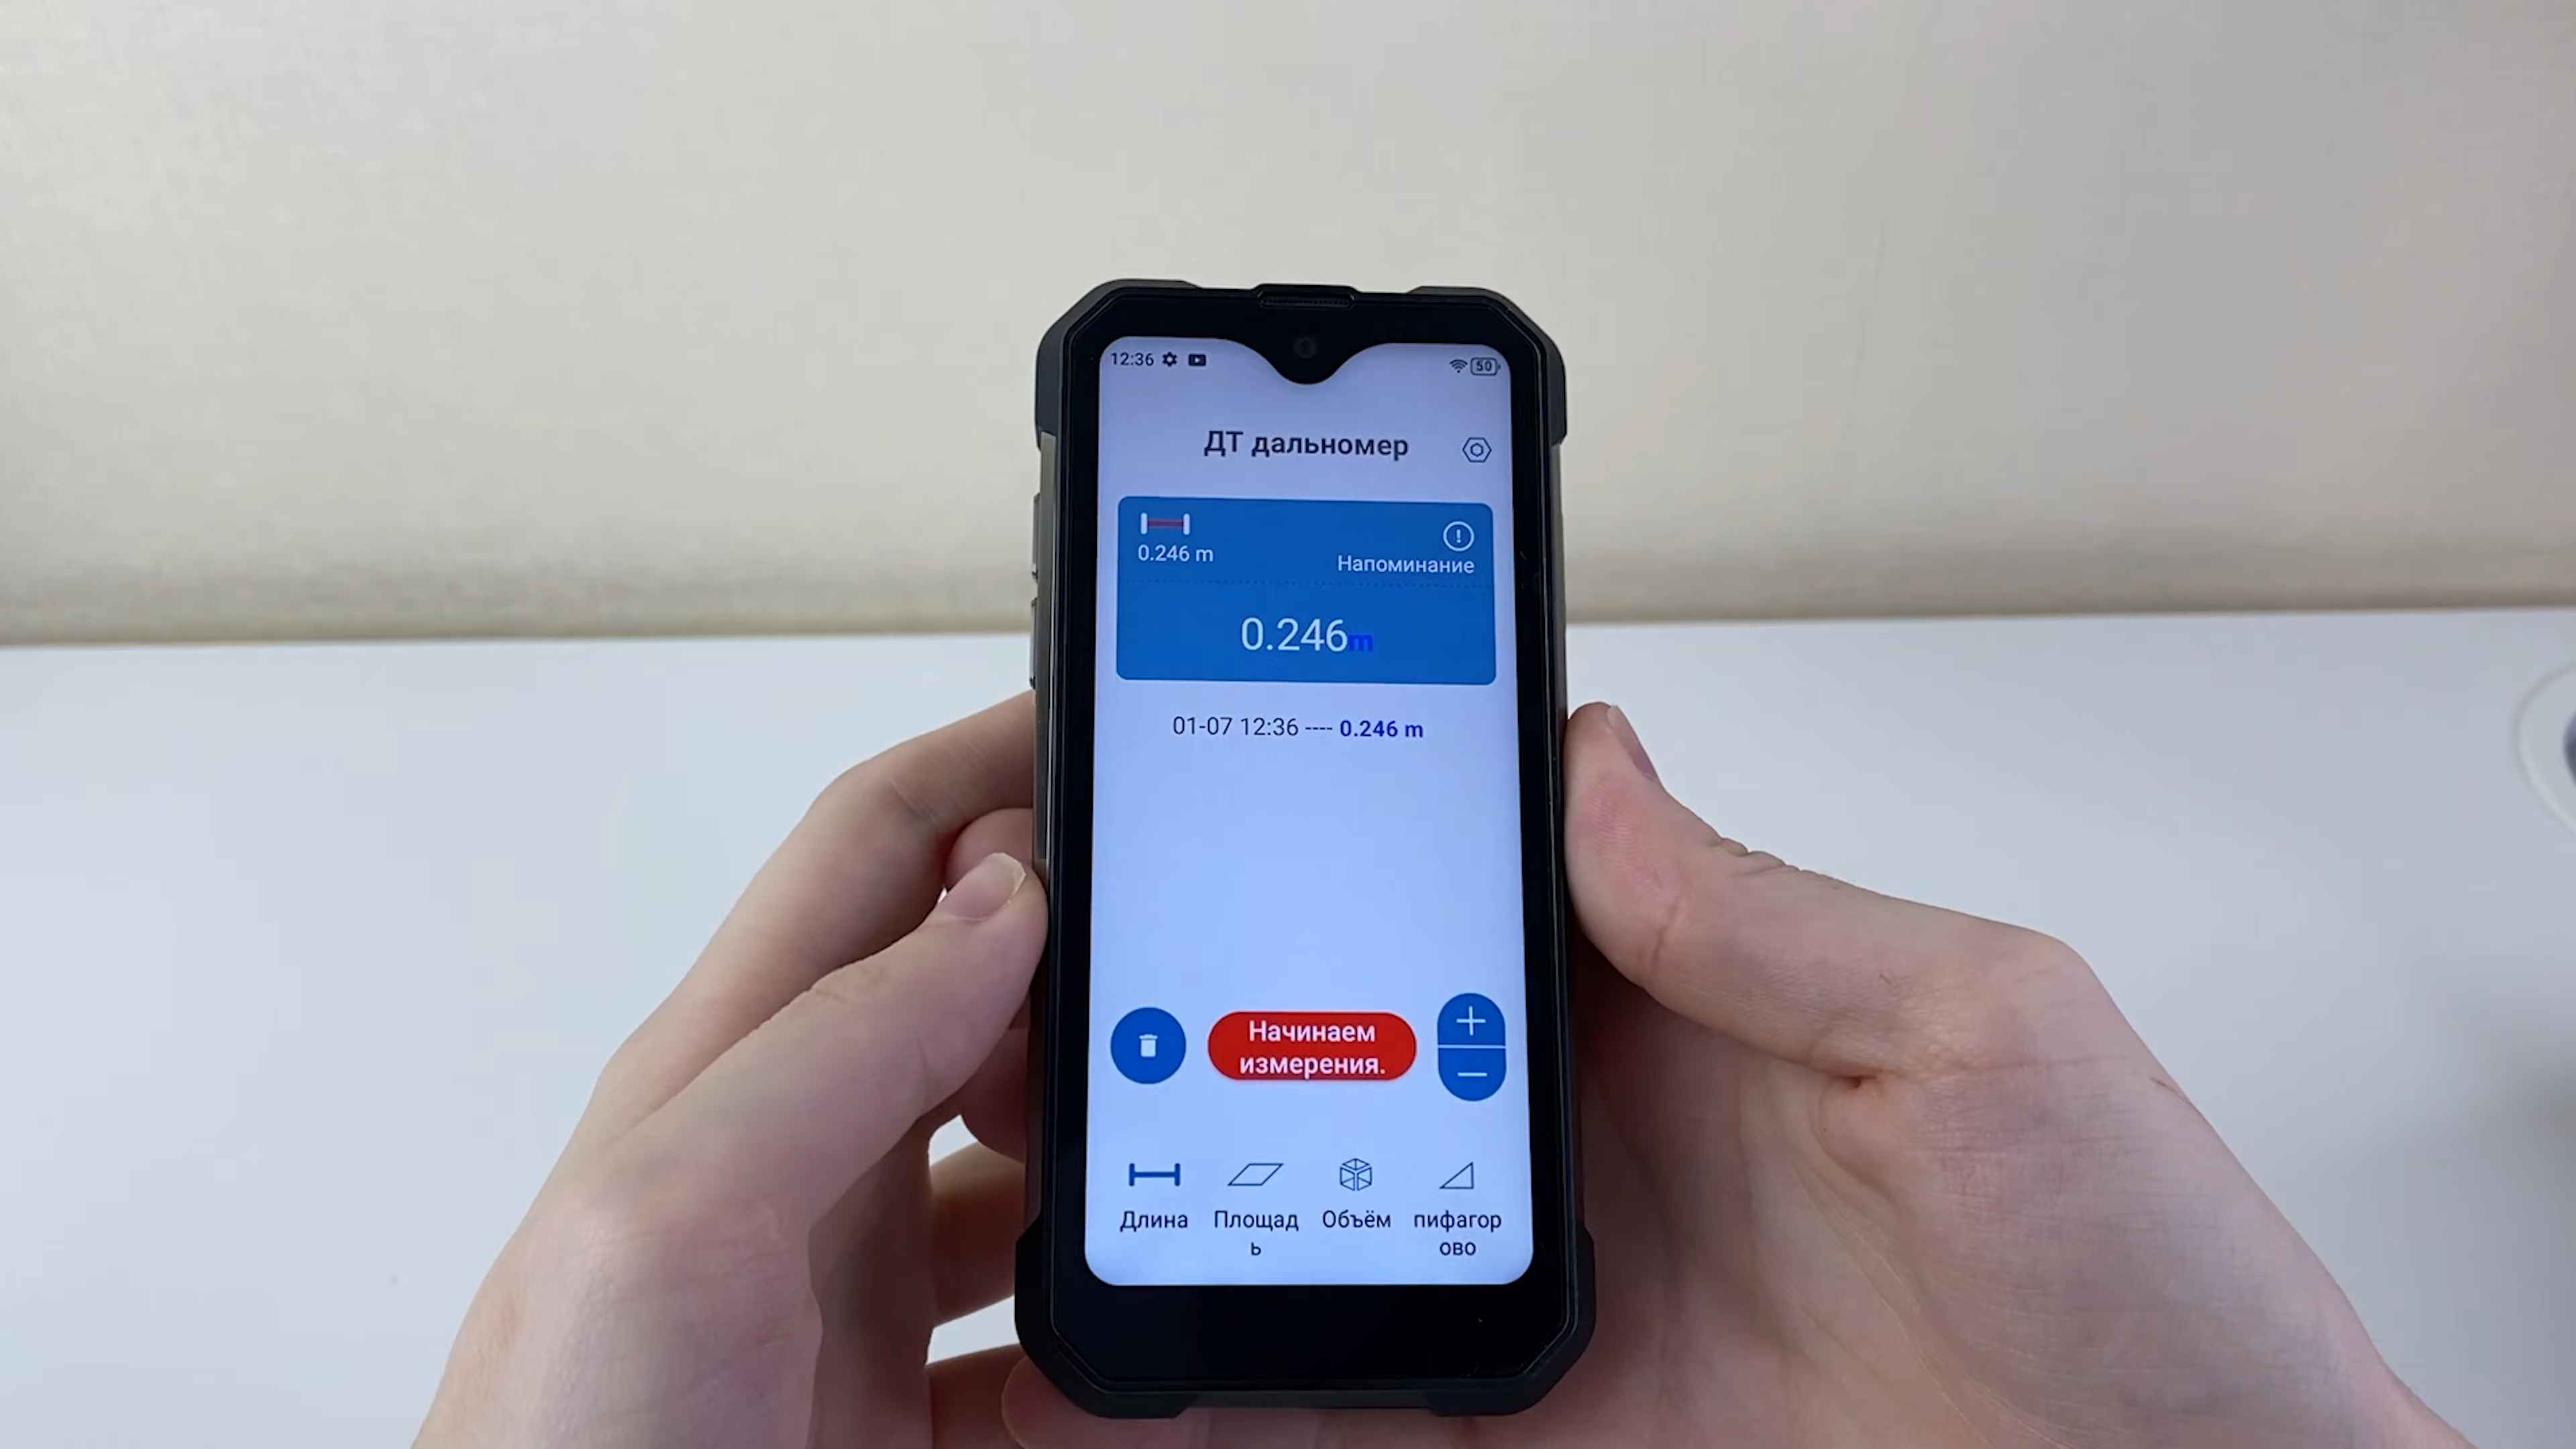 12:36
50
ДТ дальномер
0.246 m
Напоминание
0.246m
01-07 12:36 ---- 0.246 m
Начинаем
измерения.
Длина
Площад
ь
Объём
пифагор
ово